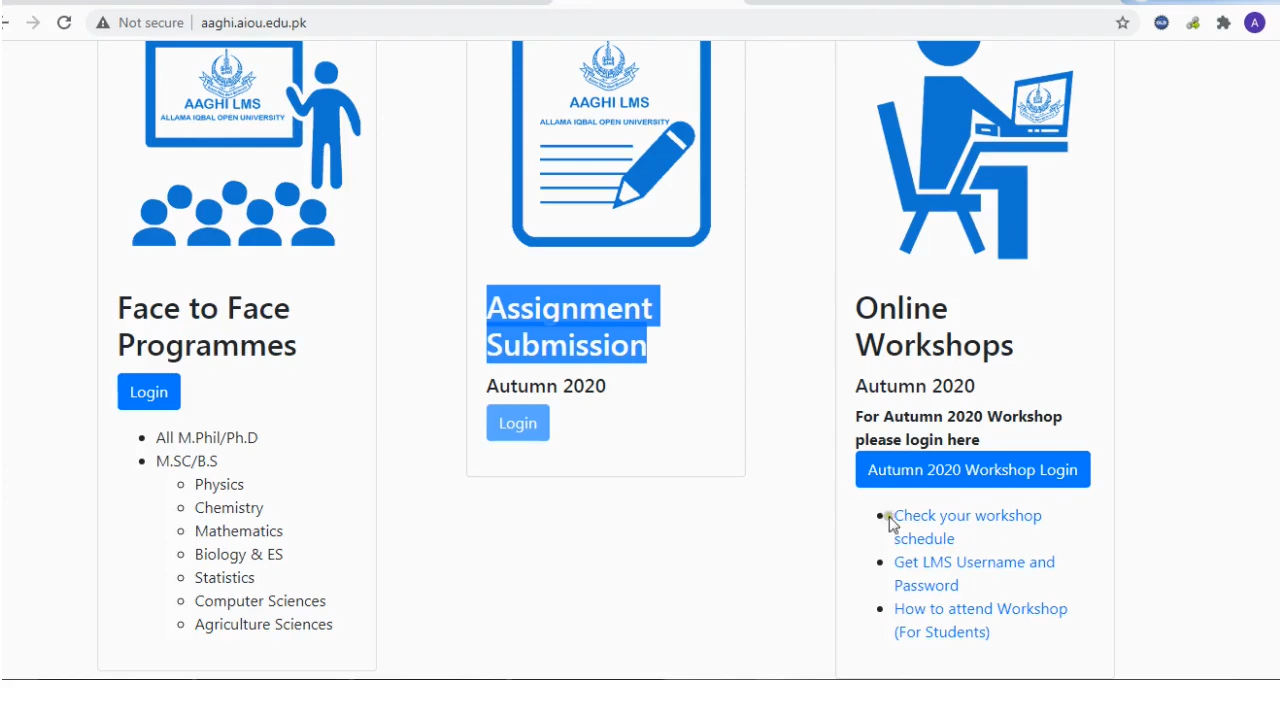 Not secure | aaghi.aiou.edu.pk
A
AAGHI LMS
ALLAMA IQBAL OPEN UNIVERSITY
Face to Face
Programmes
Login
• All M.Phil/Ph.D
• M.SC/B.S
○ Physics
○ Chemistry
○ Mathematics
○ Biology & ES
○ Statistics
○ Computer Sciences
○ Agriculture Sciences
AAGHI LMS
ALLAMA IQBAL OPEN UNIVERSITY
Assignment
Submission
Autumn 2020
Login
Online
Workshops
Autumn 2020
For Autumn 2020 Workshop
please login here
Autumn 2020 Workshop Login
• Check your workshop
schedule
• Get LMS Username and
Password
• How to attend Workshop
(For Students)